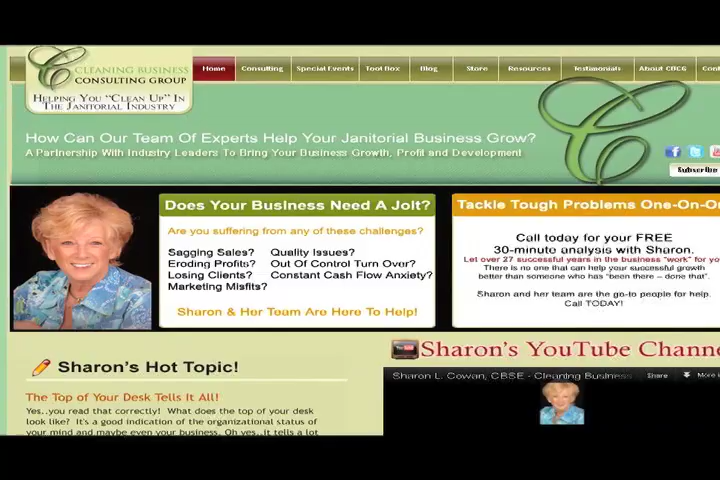 CLEANING BUSINESS
CONSULTING GROUP
HELPING YOU "CLEAN UP" IN
THE JANITORIAL INDUSTRY
Home Consulting Special Events Tool Box Blog Store Resources Testimonials About CBCG Cont
How Can Our Team Of Experts Help Your Janitorial Business Grow?
A Partnership With Industry Leaders To Bring Your Business Growth, Profit and Development
Subscribe
Does Your Business Need A Jolt?
Are you suffering from any of these challenges?
Sagging Sales? Quality Issues?
Eroding Profits? Out Of Control Turn Over?
Losing Clients? Constant Cash Flow Anxiety?
Marketing Misfits?
Sharon & Her Team Are Here To Help!
Tackle Tough Problems One-On-On
Call today for your FREE
30-minute analysis with Sharon.
Let over 27 successful years in the business "work" for yo
There is no one that can help your successful growth
better than someone who has "been there - done that".
Sharon and her team are the go-to people for help.
Call TODAY!
Sharon's Hot Topic!
The Top of Your Desk Tells It All!
Yes..you read that correctly! What does the top of your desk
look like? It's a good indication of the organizational status of
your mind and maybe even your business. Oh yes..it tells a lot
Sharon's YouTube Channe
Sharon L. Cowan, CBSE - Cleaning Business Share More i